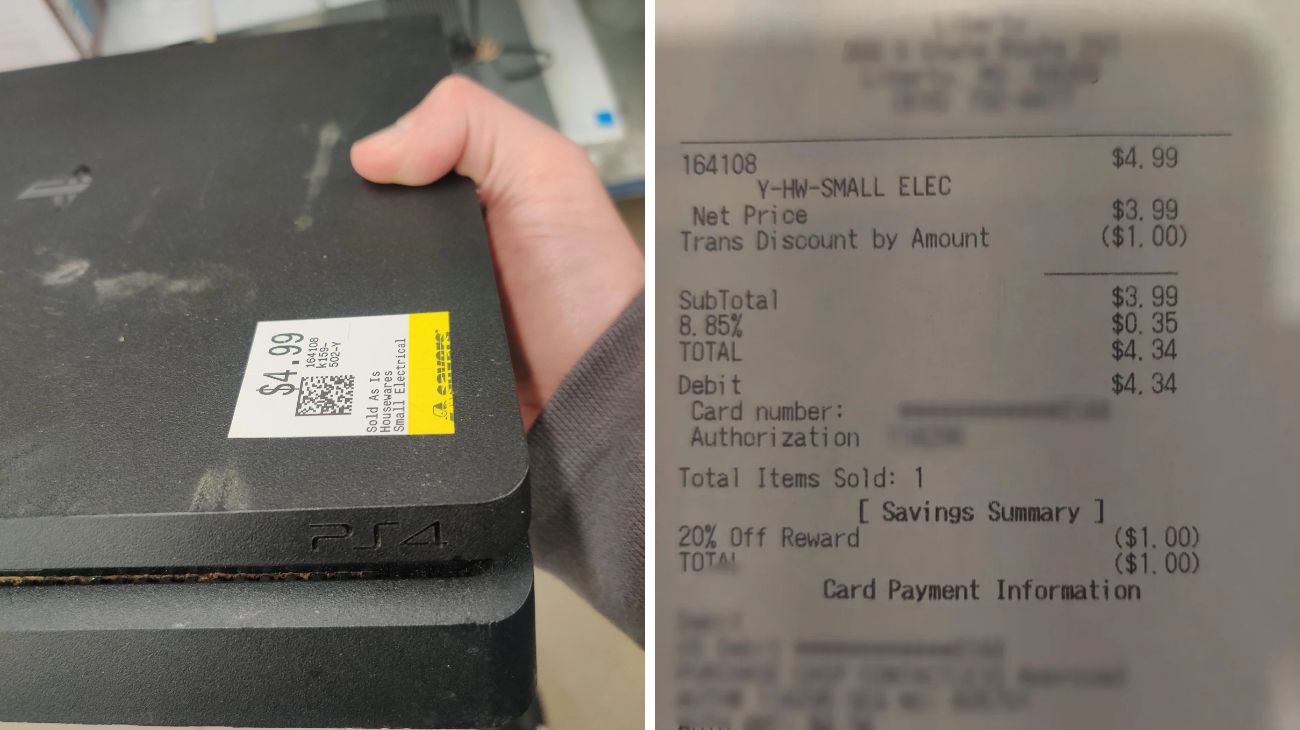 $4.99
164108
k159-
502-Y
Sold As Is
Housewares
Small Electrical
savers
PS4
164108 $4.99
Y-HW-SMALL ELEC
Net Price $3.99
Trans Discount by Amount ($1.00)
SubTotal $3.99
8.85% $0.35
TOTAL $4.34
Debit $4.34
Card number:
Authorization
Total Items Sold: 1
[ Savings Summary ]
20% Off Reward ($1.00)
TOTAL ($1.00)
Card Payment Information